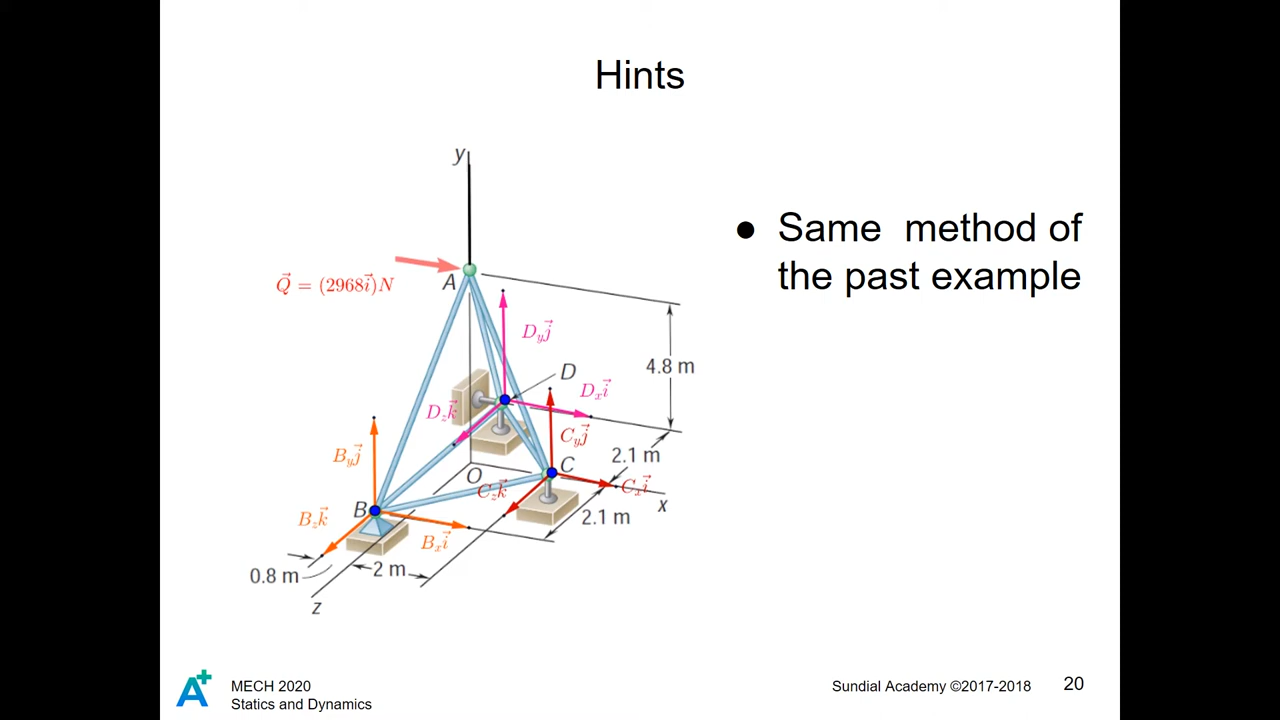 Hints
y
A
Q⃗ = (2968i⃗)N
D_y j⃗
4.8 m
D
D_x i⃗
D_z k⃗
C_y j⃗
2.1 m
B_y j⃗
C
O
C_z k⃗
C_x i⃗
x
B
2.1 m
B_z k⃗
B_x i⃗
0.8 m
2 m
z
● Same method of
the past example
A+
MECH 2020
Statics and Dynamics
Sundial Academy ©2017-2018
20